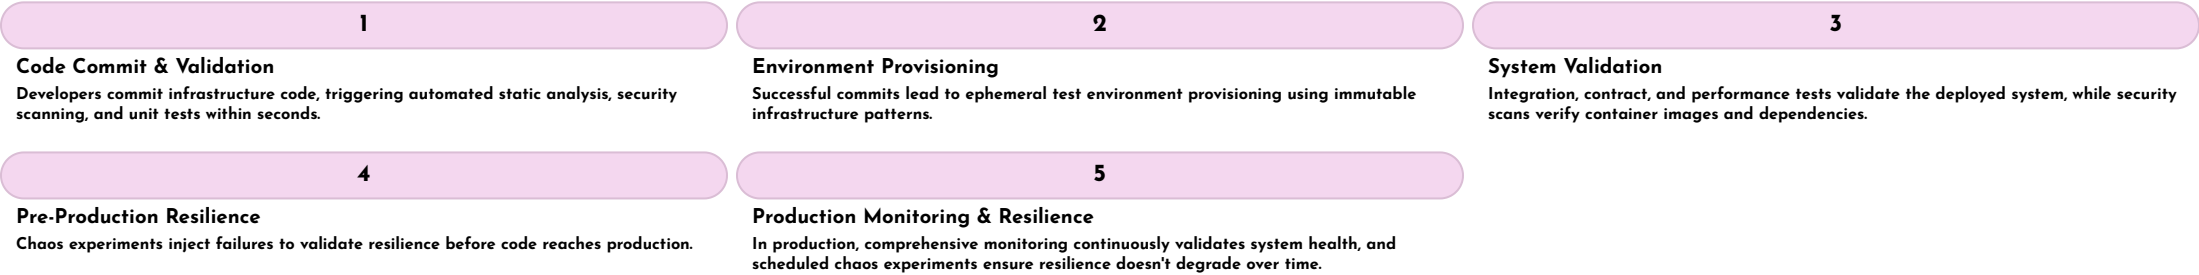 1
Code Commit & Validation
Developers commit infrastructure code, triggering automated static analysis, security
scanning, and unit tests within seconds.
2
Environment Provisioning
Successful commits lead to ephemeral test environment provisioning using immutable
infrastructure patterns.
3
System Validation
Integration, contract, and performance tests validate the deployed system, while security
scans verify container images and dependencies.
4
Pre-Production Resilience
Chaos experiments inject failures to validate resilience before code reaches production.
5
Production Monitoring & Resilience
In production, comprehensive monitoring continuously validates system health, and
scheduled chaos experiments ensure resilience doesn't degrade over time.